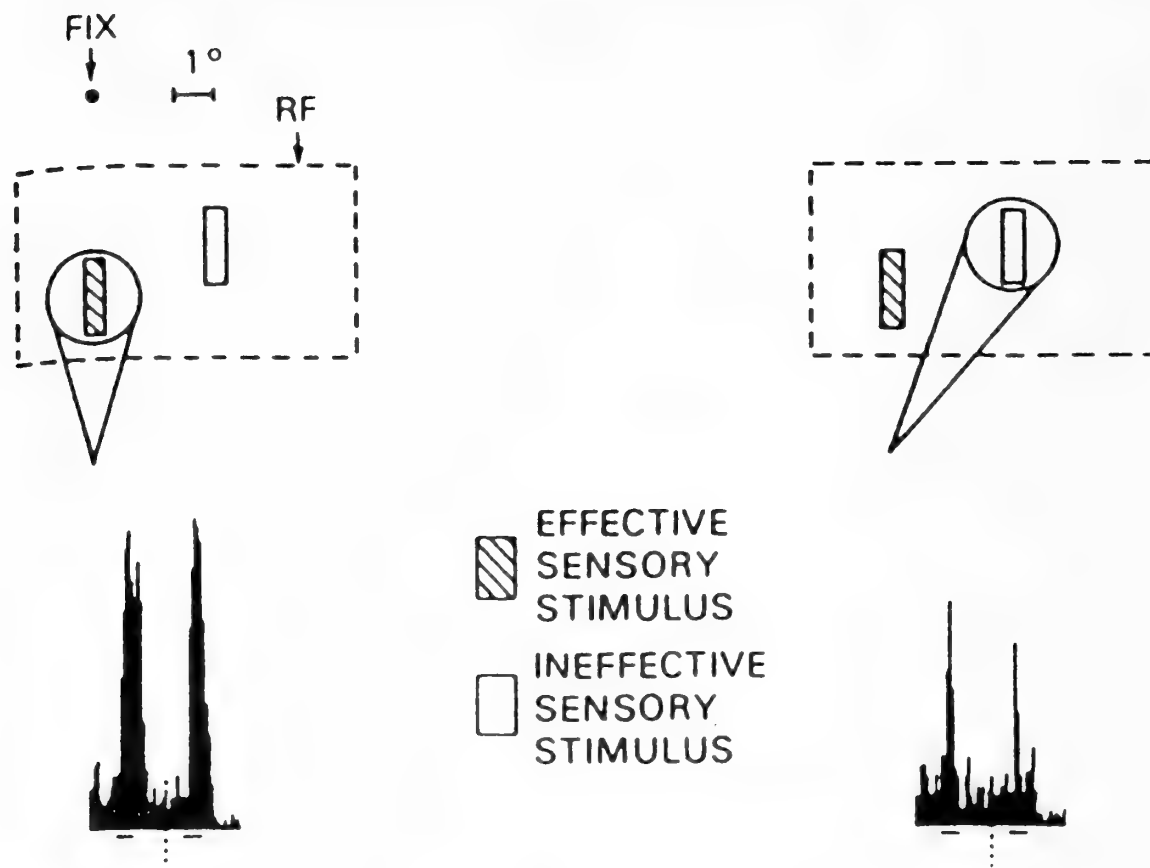 FIX
1°
RF
EFFECTIVE
SENSORY
STIMULUS
INEFFECTIVE
SENSORY
STIMULUS